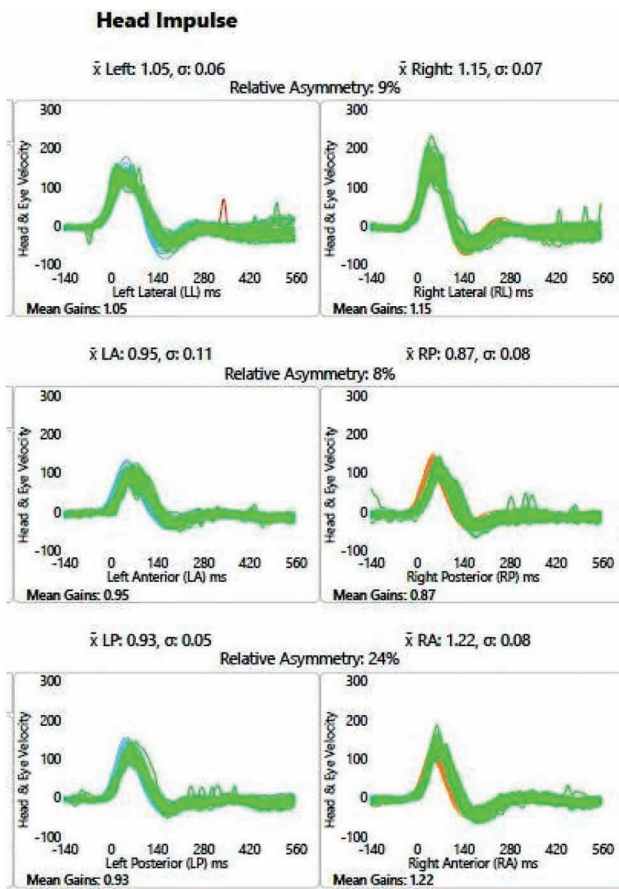 Head Impulse
x̄ Left: 1.05, σ: 0.06
x̄ Right: 1.15, σ: 0.07
Relative Asymmetry: 9%
Head & Eye Velocity
300
200
100
0
-100
-140 0 140 280 420 560
Left Lateral (LL) ms
Mean Gains: 1.05
Head & Eye Velocity
300
200
100
0
-100
-140 0 140 280 420 560
Right Lateral (RL) ms
Mean Gains: 1.15
x̄ LA: 0.95, σ: 0.11
x̄ RP: 0.87, σ: 0.08
Relative Asymmetry: 8%
Head & Eye Velocity
300
200
100
0
-100
-140 0 140 280 420 560
Left Anterior (LA) ms
Mean Gains: 0.95
Head & Eye Velocity
300
200
100
0
-100
-140 0 140 280 420 560
Right Posterior (RP) ms
Mean Gains: 0.87
x̄ LP: 0.93, σ: 0.05
x̄ RA: 1.22, σ: 0.08
Relative Asymmetry: 24%
Head & Eye Velocity
300
200
100
0
-100
-140 0 140 280 420 560
Left Posterior (LP) ms
Mean Gains: 0.93
Head & Eye Velocity
300
200
100
0
-100
-140 0 140 280 420 560
Right Anterior (RA) ms
Mean Gains: 1.22